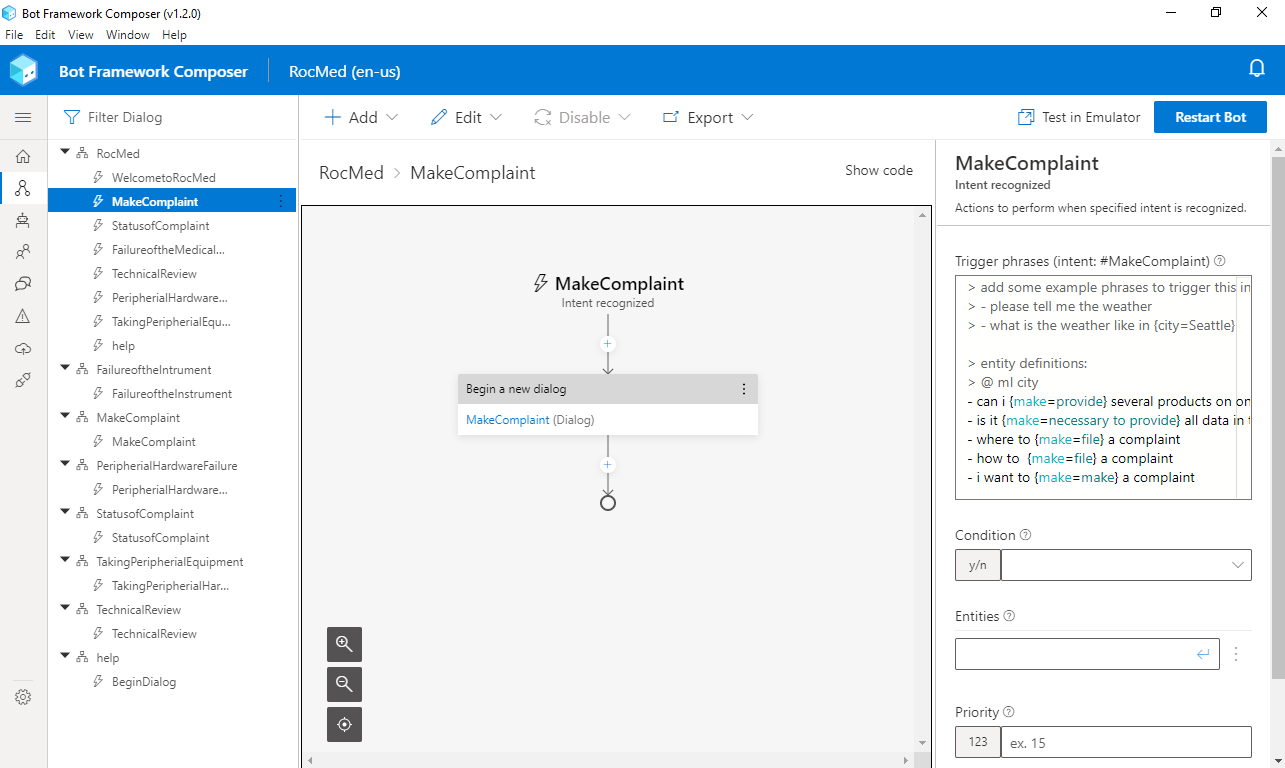 Bot Framework Composer (v1.2.0)
File Edit View Window Help
Bot Framework Composer RocMed (en-us)
Filter Dialog
Add Edit Disable Export Test in Emulator Restart Bot
RocMed
WelcometoRocMed
MakeComplaint
StatusofComplaint
FailureoftheMedical...
TechnicalReview
PeripherialHardware...
TakingPeripherialEqu...
help
FailureoftheIntrument
FailureoftheInstrument
MakeComplaint
MakeComplaint
PeripherialHardwareFailure
PeripherialHardware...
StatusofComplaint
StatusofComplaint
TakingPeripherialEquipment
TakingPeripherialHar...
TechnicalReview
TechnicalReview
help
BeginDialog
RocMed > MakeComplaint
Show code
MakeComplaint
Intent recognized
Begin a new dialog
MakeComplaint (Dialog)
MakeComplaint
Intent recognized
Actions to perform when specified intent is recognized.
Trigger phrases (intent: #MakeComplaint)
> add some example phrases to trigger this in
> - please tell me the weather
> - what is the weather like in {city=Seattle}
> entity definitions:
> @ ml city
- can i {make=provide} several products on on
- is it {make=necessary to provide} all data in t
- where to {make=file} a complaint
- how to {make=file} a complaint
- i want to {make=make} a complaint
Condition
y/n
Entities
Priority
123 ex. 15